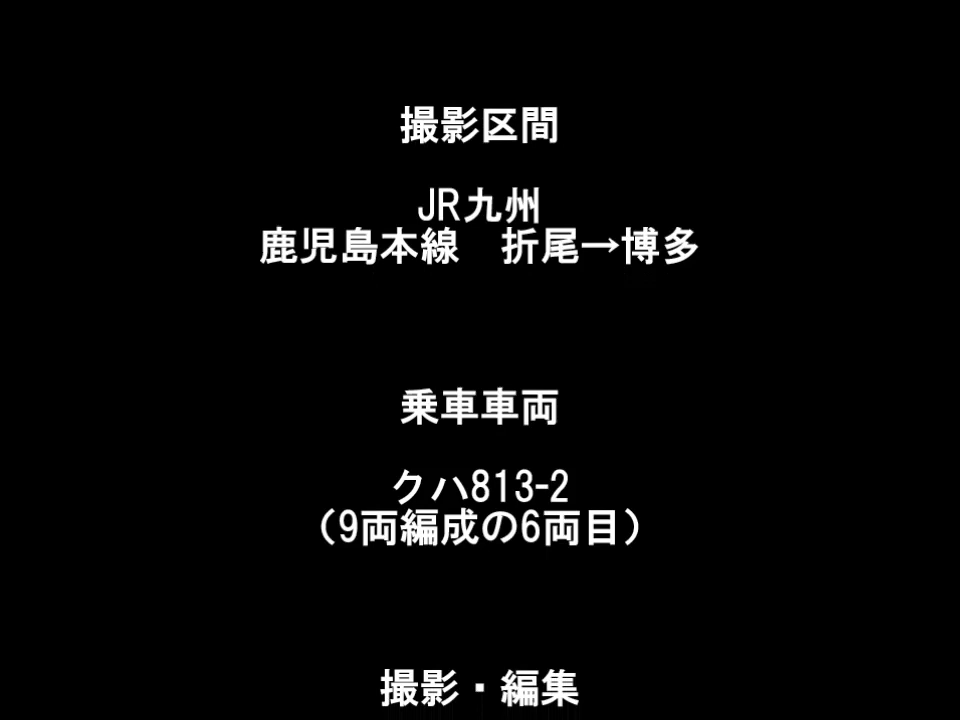 撮影区間
JR九州
鹿児島本線　折尾→博多
乗車車両
クハ813-2
（9両編成の6両目）
撮影・編集